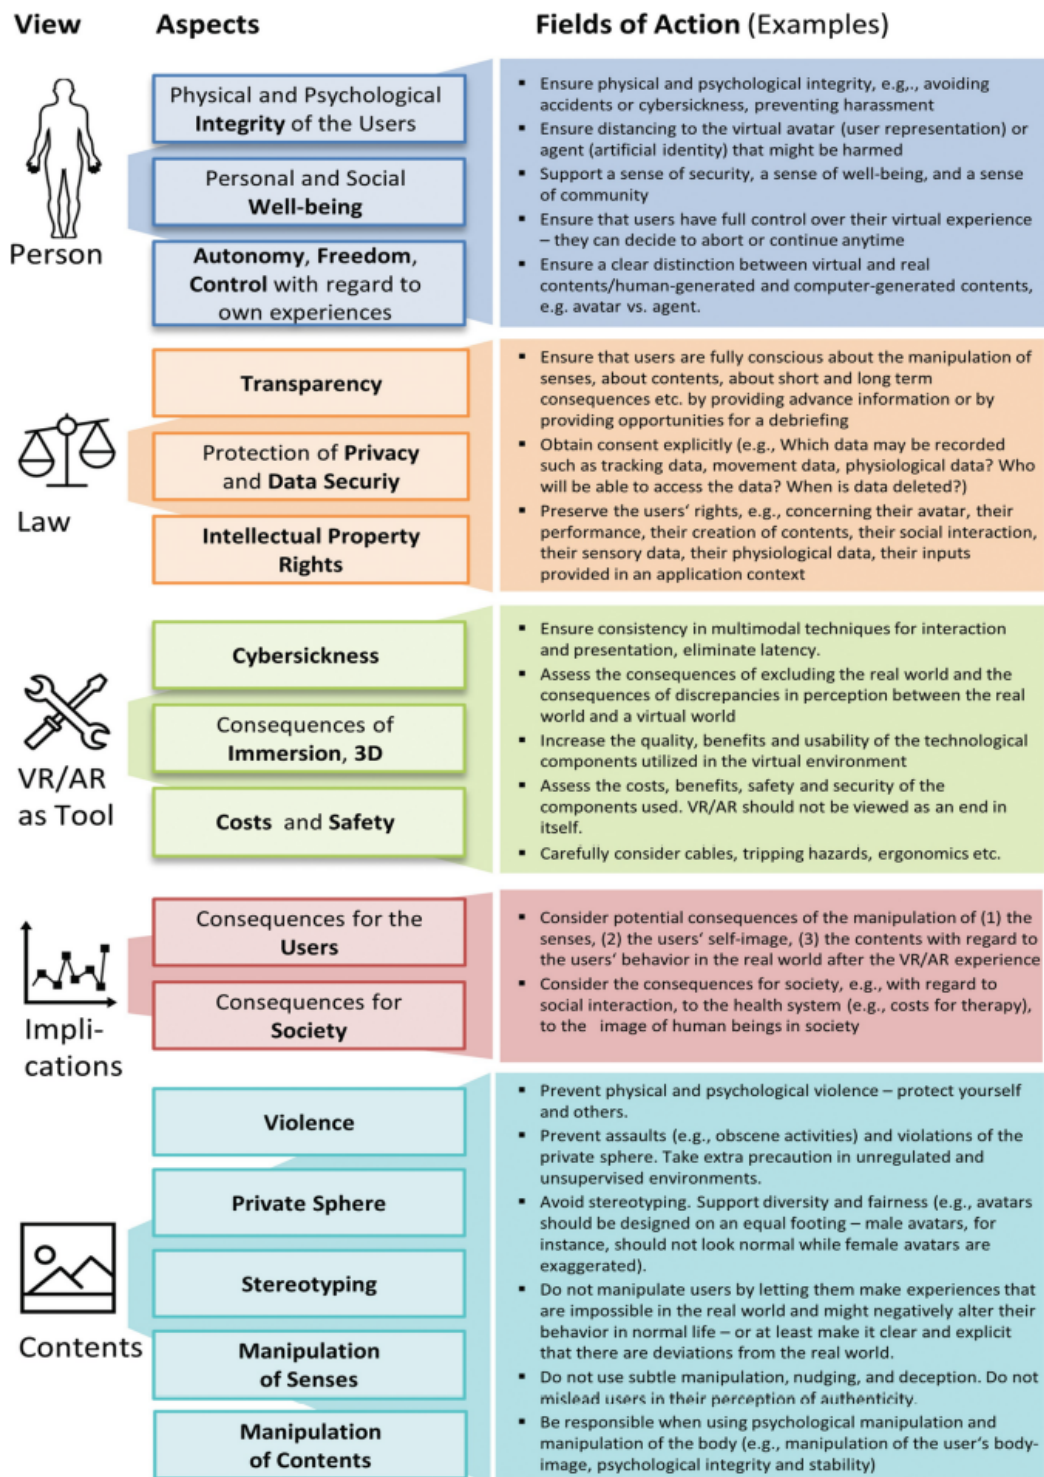 View Aspects Fields of Action (Examples)
Person
Physical and Psychological
Integrity of the Users
Personal and Social
Well-being
Autonomy, Freedom,
Control with regard to
own experiences
▪ Ensure physical and psychological integrity, e.g,., avoiding
accidents or cybersickness, preventing harassment
▪ Ensure distancing to the virtual avatar (user representation) or
agent (artificial identity) that might be harmed
▪ Support a sense of security, a sense of well-being, and a sense
of community
▪ Ensure that users have full control over their virtual experience
– they can decide to abort or continue anytime
▪ Ensure a clear distinction between virtual and real
contents/human-generated and computer-generated contents,
e.g. avatar vs. agent.
Law
Transparency
Protection of Privacy
and Data Securiy
Intellectual Property
Rights
▪ Ensure that users are fully conscious about the manipulation of
senses, about contents, about short and long term
consequences etc. by providing advance information or by
providing opportunities for a debriefing
▪ Obtain consent explicitly (e.g., Which data may be recorded
such as tracking data, movement data, physiological data? Who
will be able to access the data? When is data deleted?)
▪ Preserve the users‘ rights, e.g., concerning their avatar, their
performance, their creation of contents, their social interaction,
their sensory data, their physiological data, their inputs
provided in an application context
VR/AR
as Tool
Cybersickness
Consequences of
Immersion, 3D
Costs and Safety
▪ Ensure consistency in multimodal techniques for interaction
and presentation, eliminate latency.
▪ Assess the consequences of excluding the real world and the
consequences of discrepancies in perception between the real
world and a virtual world
▪ Increase the quality, benefits and usability of the technological
components utilized in the virtual environment
▪ Assess the costs, benefits, safety and security of the
components used. VR/AR should not be viewed as an end in
itself.
▪ Carefully consider cables, tripping hazards, ergonomics etc.
Impli-
cations
Consequences for the
Users
Consequences for
Society
▪ Consider potential consequences of the manipulation of (1) the
senses, (2) the users‘ self-image, (3) the contents with regard to
the users‘ behavior in the real world after the VR/AR experience
▪ Consider the consequences for society, e.g., with regard to
social interaction, to the health system (e.g., costs for therapy),
to the image of human beings in society
Contents
Violence
Private Sphere
Stereotyping
Manipulation
of Senses
Manipulation
of Contents
▪ Prevent physical and psychological violence – protect yourself
and others.
▪ Prevent assaults (e.g., obscene activities) and violations of the
private sphere. Take extra precaution in unregulated and
unsupervised environments.
▪ Avoid stereotyping. Support diversity and fairness (e.g., avatars
should be designed on an equal footing – male avatars, for
instance, should not look normal while female avatars are
exaggerated).
▪ Do not manipulate users by letting them make experiences that
are impossible in the real world and might negatively alter their
behavior in normal life – or at least make it clear and explicit
that there are deviations from the real world.
▪ Do not use subtle manipulation, nudging, and deception. Do not
mislead users in their perception of authenticity.
▪ Be responsible when using psychological manipulation and
manipulation of the body (e.g., manipulation of the user‘s body-
image, psychological integrity and stability)